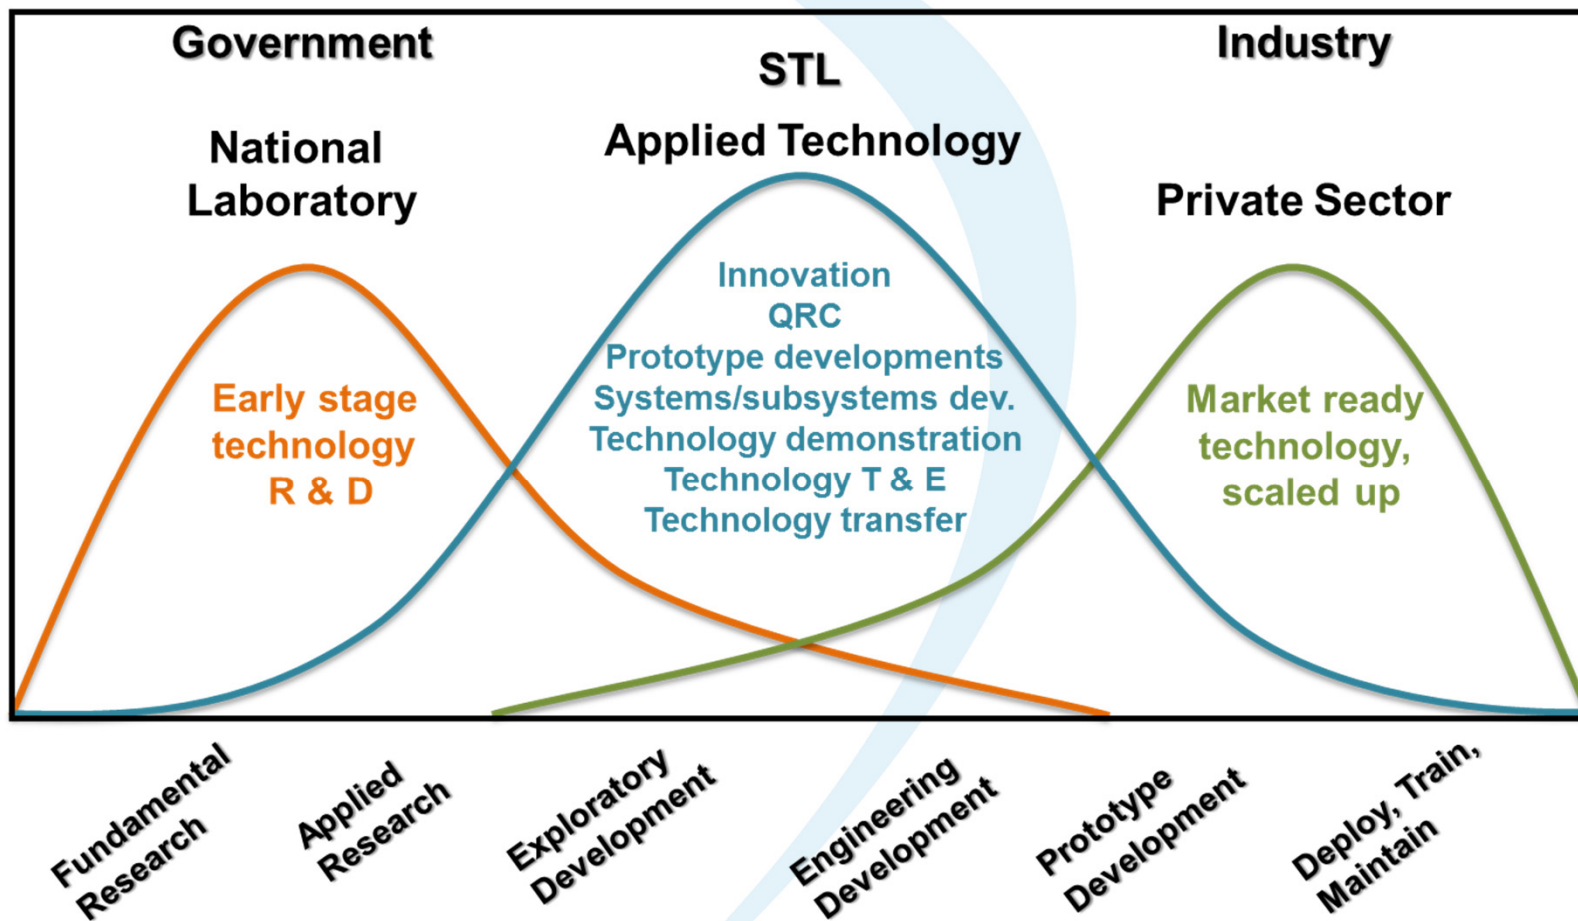 Government
STL
Industry
National
Laboratory
Applied Technology
Private Sector
Early stage
technology
R & D
Innovation
QRC
Prototype developments
Systems/subsystems dev.
Technology demonstration
Technology T & E
Technology transfer
Market ready
technology,
scaled up
Fundamental
Research
Applied
Research
Exploratory
Development
Engineering
Development
Prototype
Development
Deploy, Train,
Maintain